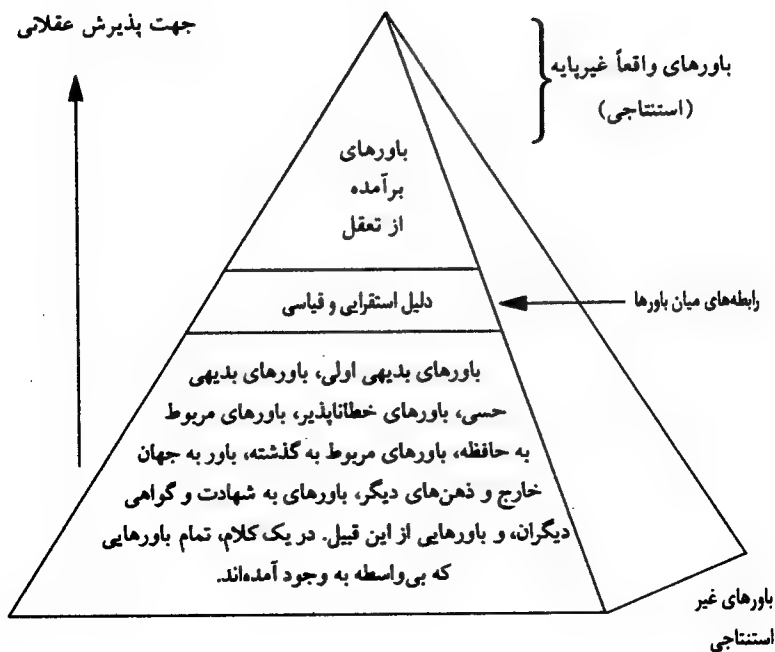 جهت پذیرش عقلانی
باورهای واقعاً غیرپایه
(استنتاجی)
باورهای
برآمده
از تعقل
دلیل استقرایی و قیاسی
رابطه‌های میان باورها
باورهای بدیهی اولی، باورهای بدیهی
حسی، باورهای خطاناپذیر، باورهای مربوط
به حافظه، باورهای مربوط به گذشته، باور به جهان
خارج و ذهن‌های دیگر، باورهای به شهادت و گواهی
دیگران، و باورهایی از این قبیل. در یک کلام، تمام باورهایی
که بی‌واسطه به وجود آمده‌اند.
باورهای غیر
استنتاجی